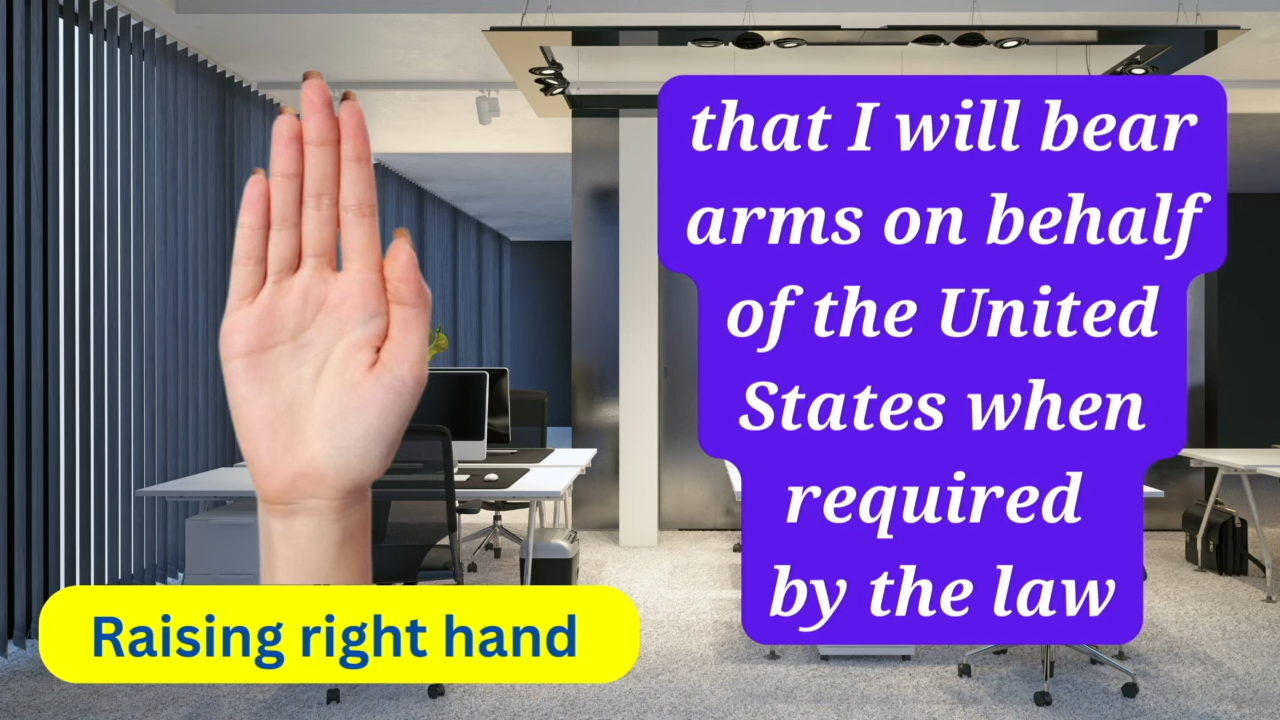 that I will bear
arms on behalf
of the United
States when
required
by the law
Raising right hand